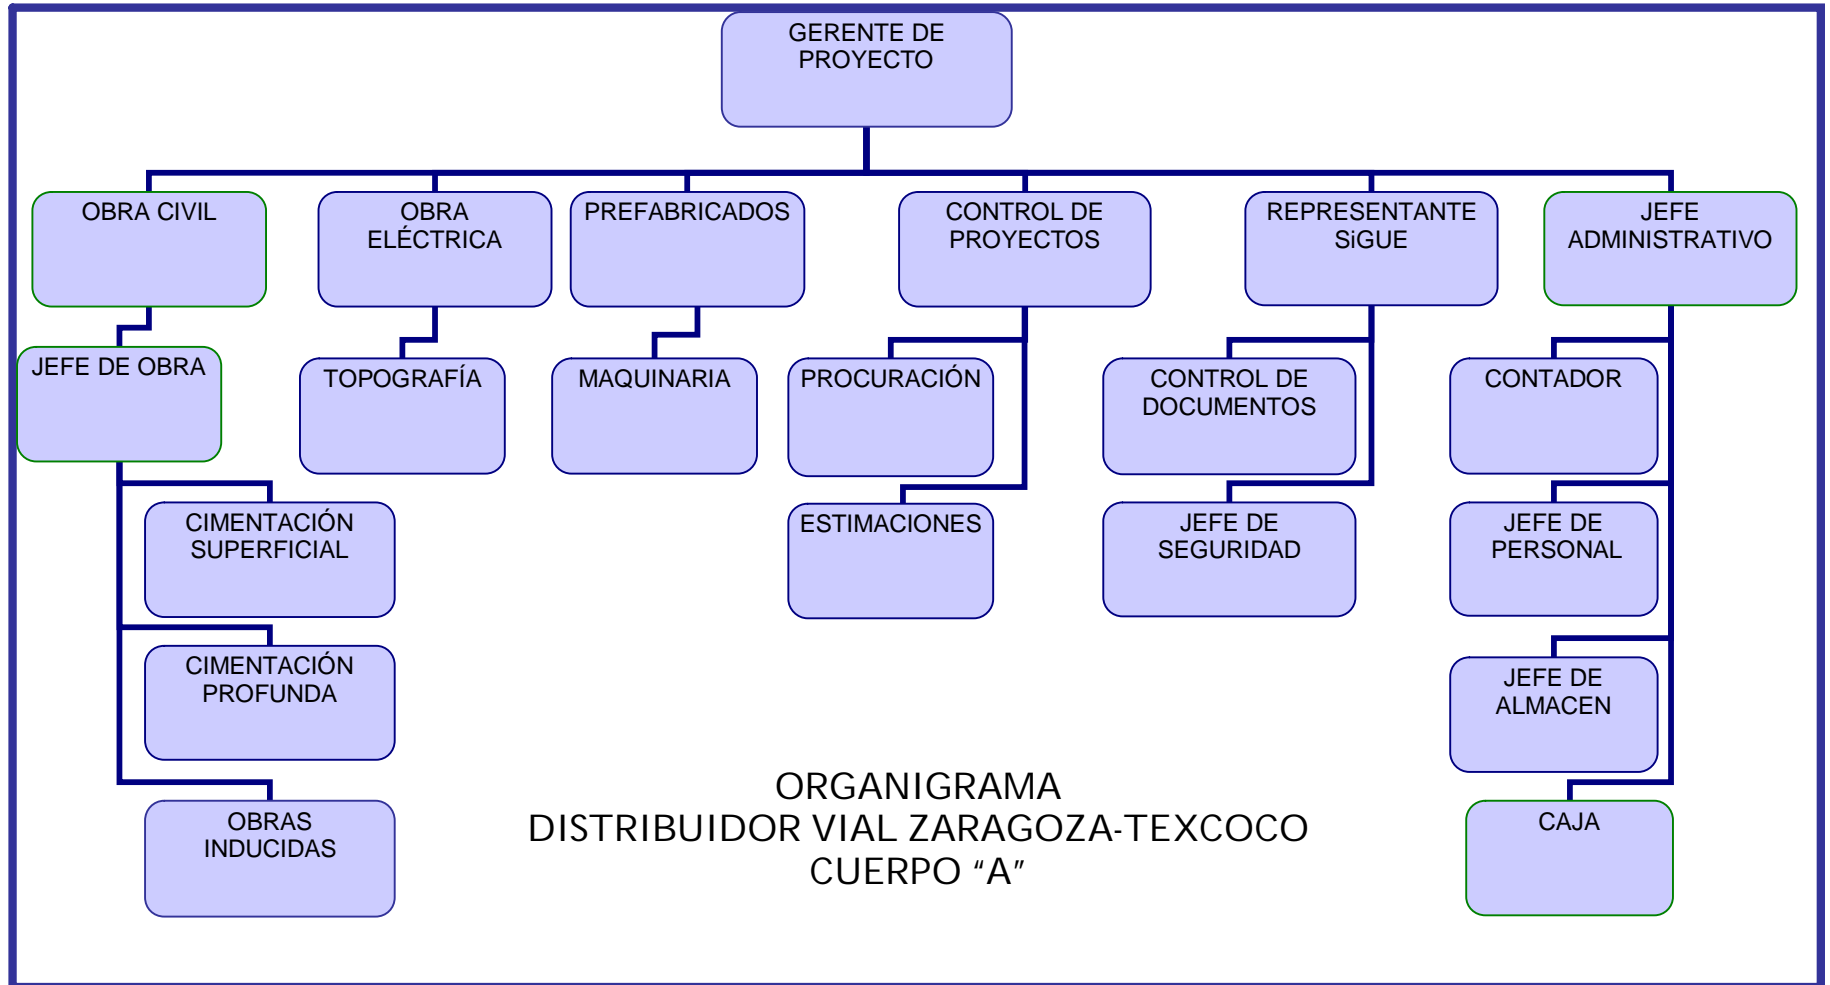 GERENTE DE
PROYECTO
OBRA CIVIL
OBRA
ELÉCTRICA
PREFABRICADOS
CONTROL DE
PROYECTOS
REPRESENTANTE
SiGUE
JEFE
ADMINISTRATIVO
JEFE DE OBRA
TOPOGRAFÍA
MAQUINARIA
PROCURACIÓN
CONTROL DE
DOCUMENTOS
CONTADOR
CIMENTACIÓN
SUPERFICIAL
ESTIMACIONES
JEFE DE
SEGURIDAD
JEFE DE
PERSONAL
CIMENTACIÓN
PROFUNDA
JEFE DE
ALMACEN
OBRAS
INDUCIDAS
CAJA
ORGANIGRAMA
DISTRIBUIDOR VIAL ZARAGOZA-TEXCOCO
CUERPO “A”